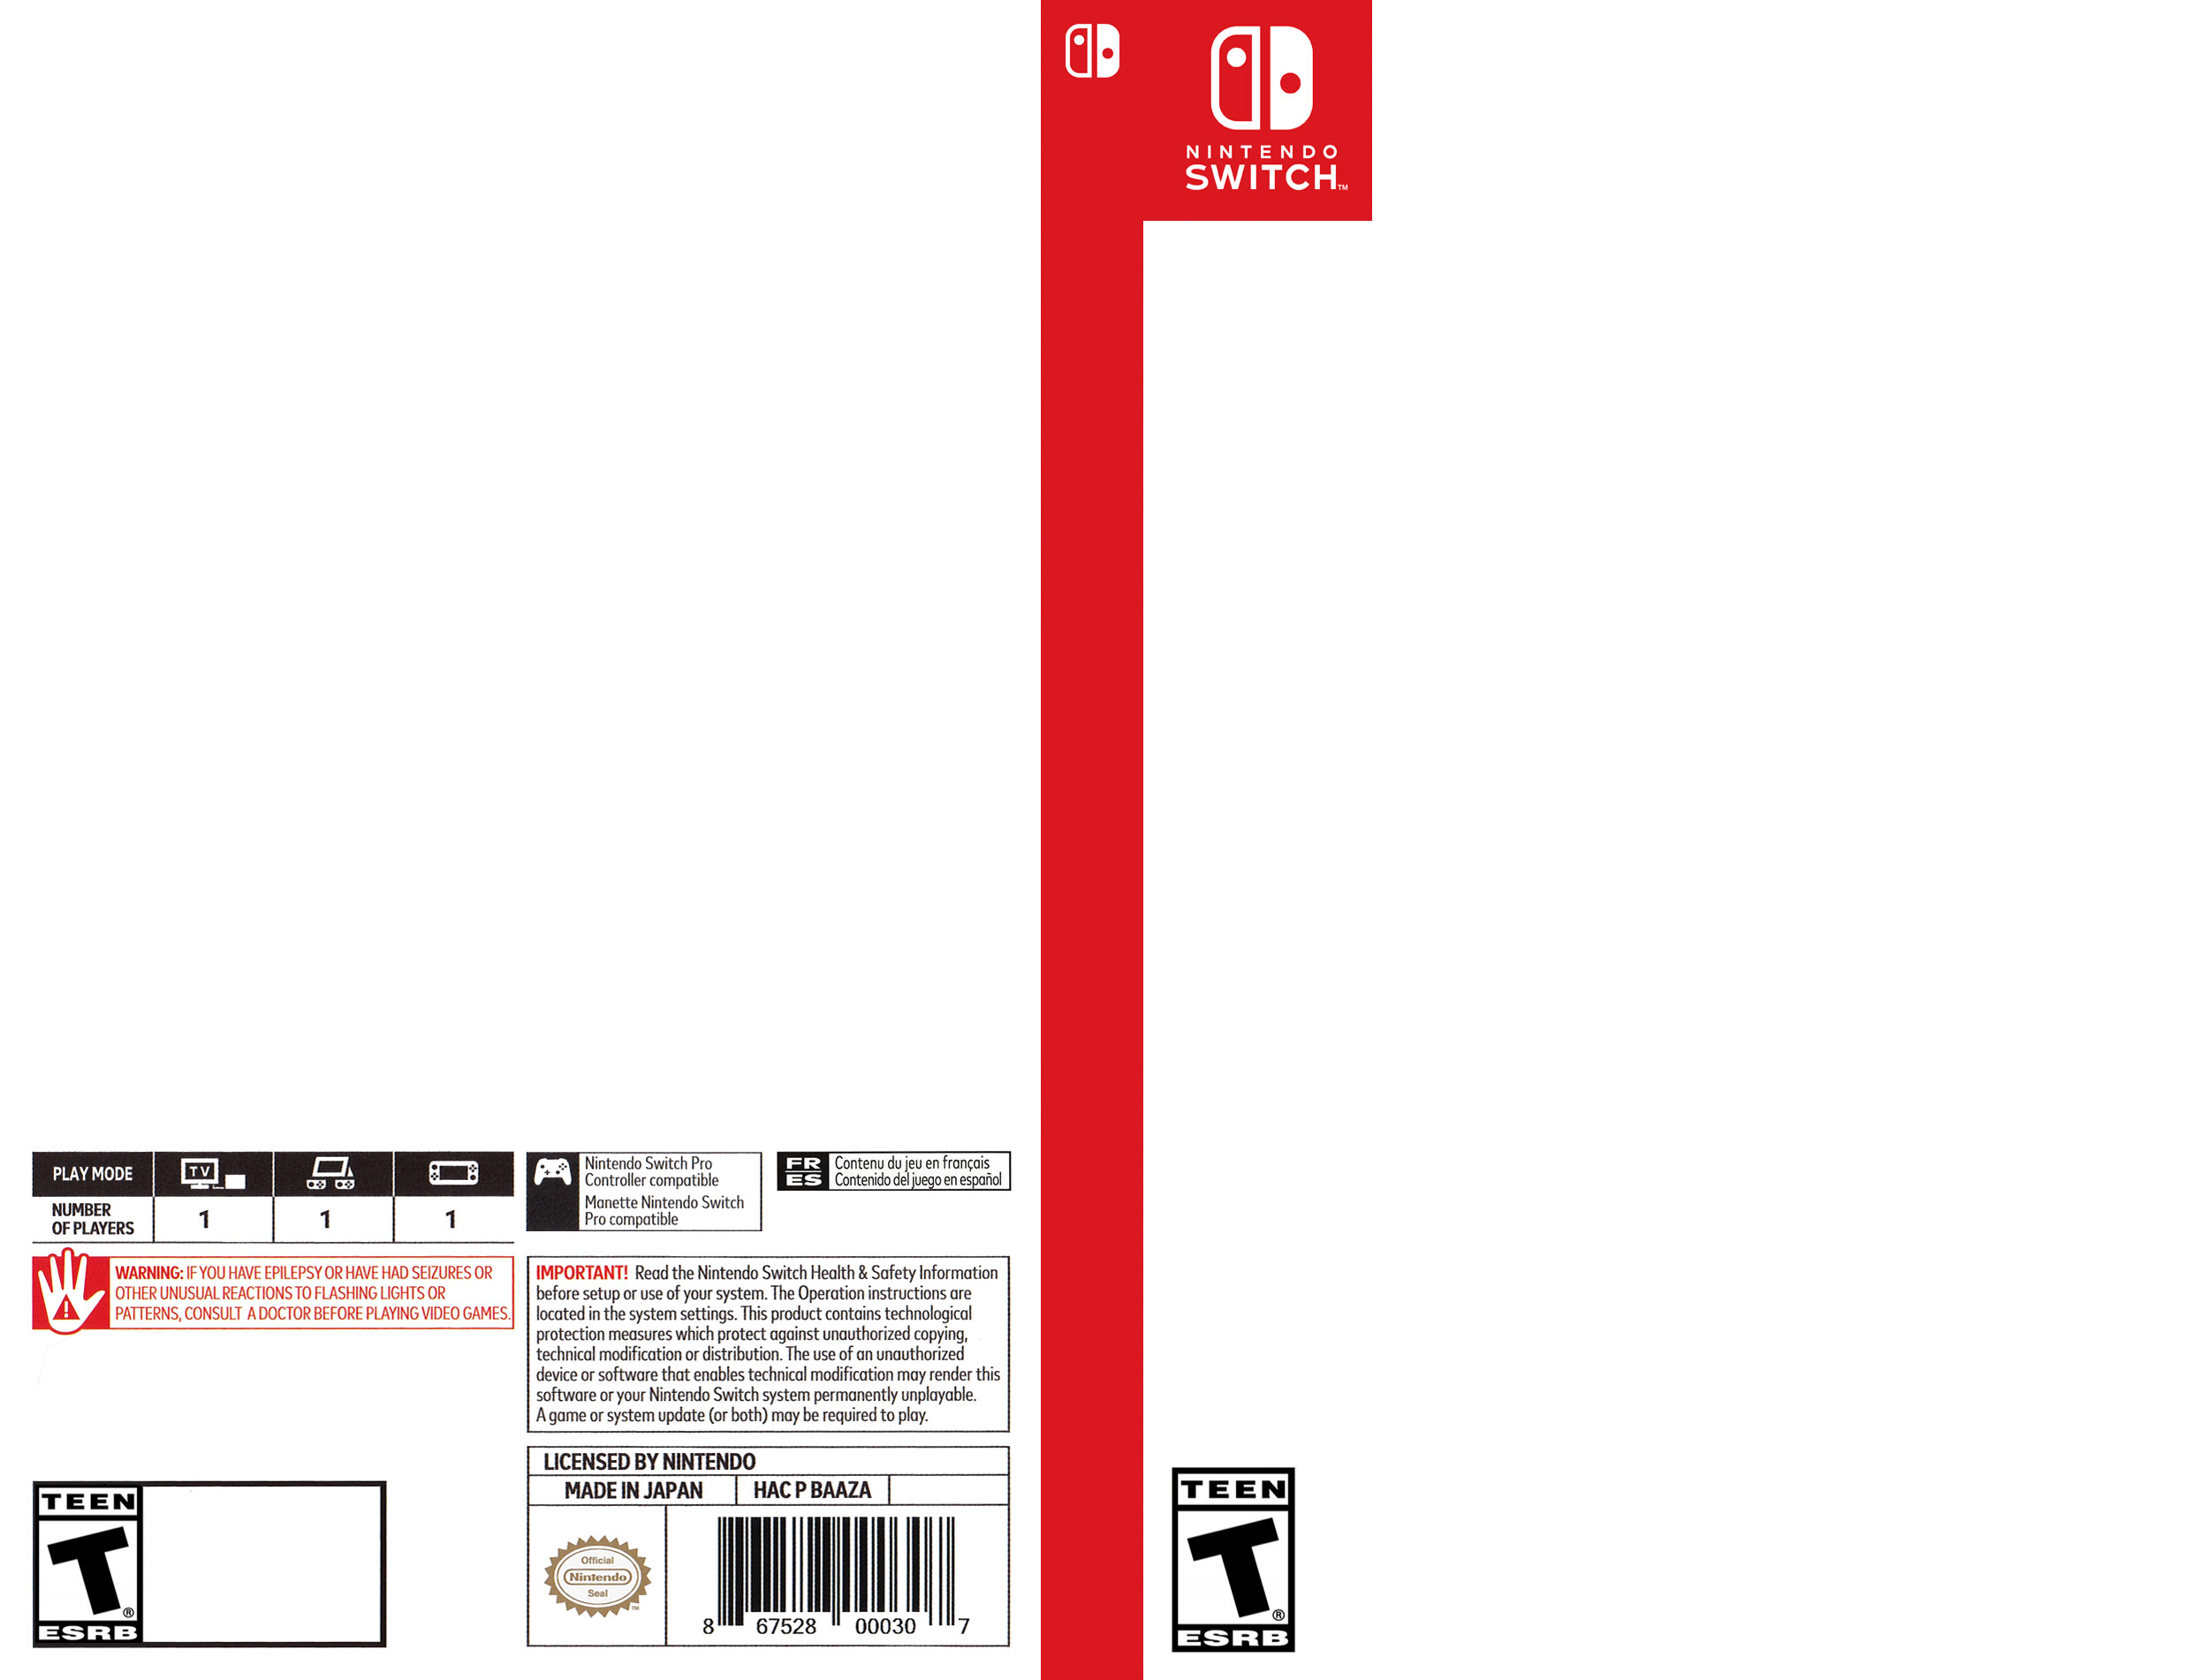 NINTENDO
SWITCH™
PLAY MODE
TV
NUMBER
OF PLAYERS
1
1
1
Nintendo Switch Pro
Controller compatible
Manette Nintendo Switch
Pro compatible
FR
ES
Contenu du jeu en français
Contenido del juego en español
WARNING: IF YOU HAVE EPILEPSY OR HAVE HAD SEIZURES OR
OTHER UNUSUAL REACTIONS TO FLASHING LIGHTS OR
PATTERNS, CONSULT A DOCTOR BEFORE PLAYING VIDEO GAMES.
IMPORTANT! Read the Nintendo Switch Health & Safety Information
before setup or use of your system. The Operation instructions are
located in the system settings. This product contains technological
protection measures which protect against unauthorized copying,
technical modification or distribution. The use of an unauthorized
device or software that enables technical modification may render this
software or your Nintendo Switch system permanently unplayable.
A game or system update (or both) may be required to play.
LICENSED BY NINTENDO
MADE IN JAPAN
HAC P BAAZA
Official
Nintendo
Seal
™
8 67528 00030 7
TEEN
T®
ESRB
TEEN
T®
ESRB